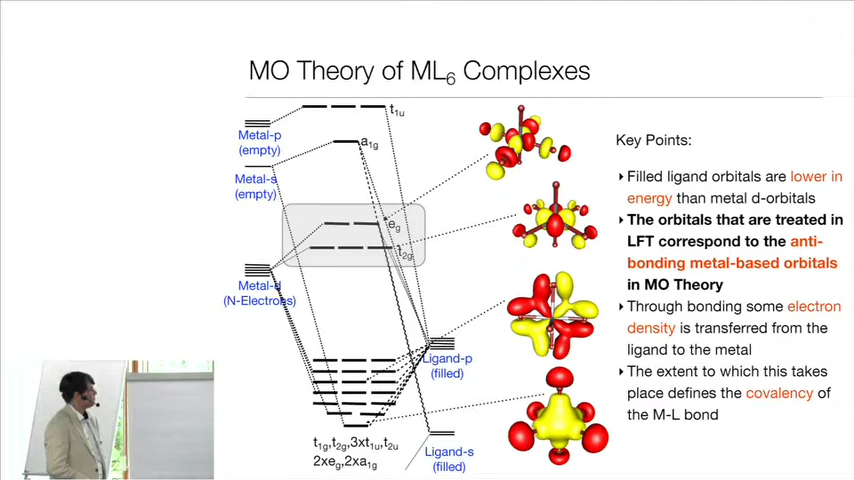 MO Theory of ML₆ Complexes
t₁ᵤ
Metal-p
(empty)
a₁g
Metal-s
(empty)
eg
t₂g
Metal-d
(N-Electrons)
Ligand-p
(filled)
t₁g,t₂g,3xt₁ᵤ,t₂ᵤ
2xeg,2xa₁g
Ligand-s
(filled)
Key Points:
‣Filled ligand orbitals are lower in
energy than metal d-orbitals
‣The orbitals that are treated in
LFT correspond to the anti-
bonding metal-based orbitals
in MO Theory
‣Through bonding some electron
density is transferred from the
ligand to the metal
‣The extent to which this takes
place defines the covalency of
the M-L bond